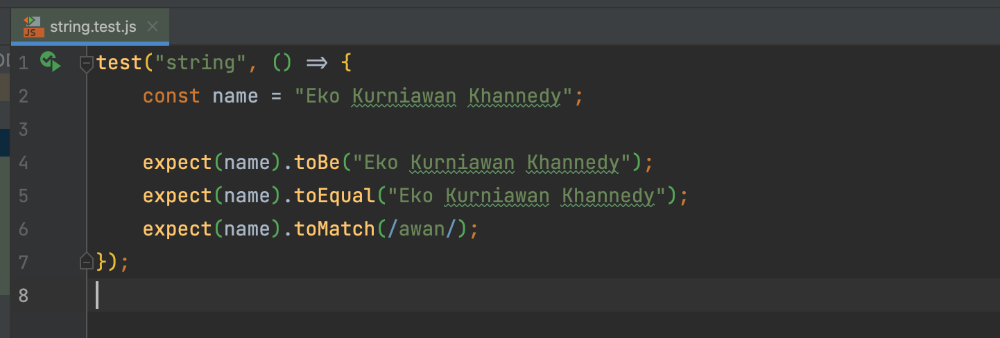 string.test.js
1 test("string", () => {
2 const name = "Eko Kurniawan Khannedy";
3
4 expect(name).toBe("Eko Kurniawan Khannedy");
5 expect(name).toEqual("Eko Kurniawan Khannedy");
6 expect(name).toMatch(/awan/);
7 });
8